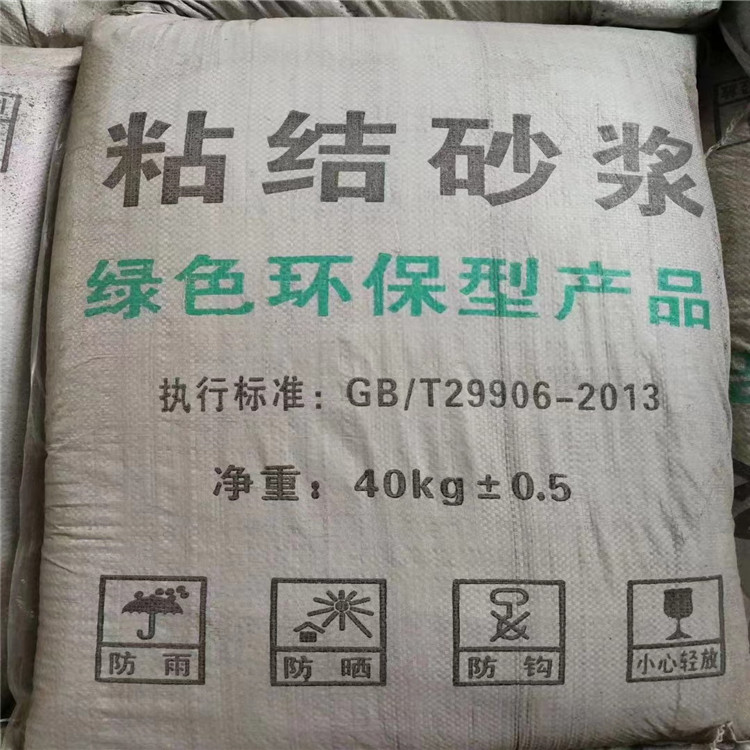 粘结砂浆
绿色环保型产品
执行标准：GB/T29906-2013
净重：40kg±0.5
防雨 防晒 防钩 小心轻放